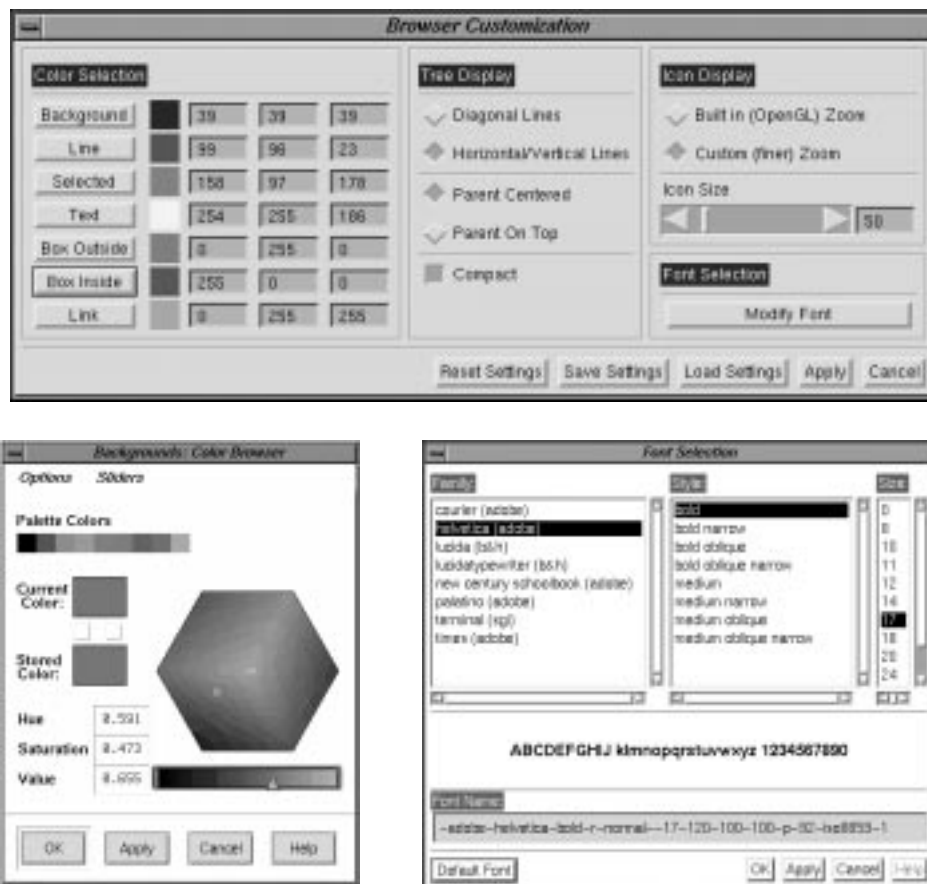 Browser Customization
Color Selection
Background 39 39 39
Line 99 96 23
Selected 158 97 178
Text 254 255 186
Box Outside 0 255 0
Box Inside 255 0 0
Link 0 255 255
Tree Display
Diagonal Lines
Horizontal/Vertical Lines
Parent Centered
Parent On Top
Compact
Icon Display
Built in (OpenGL) Zoom
Custom (finer) Zoom
Icon Size
50
Font Selection
Modify Font
Reset Settings Save Settings Load Settings Apply Cancel
Backgrounds: Color Browser
Options Sliders
Palette Colors
Current
Color:
Stored
Color:
Hue 0.591
Saturation 0.473
Value 0.655
OK Apply Cancel Help
Font Selection
Family: Style: Size:
courier (adobe)
helvetica (adobe)
lucida (b&h)
lucidatypewriter (b&h)
new century schoolbook (adobe)
palatino (adobe)
terminal (sgi)
times (adobe)
bold
bold narrow
bold oblique
bold oblique narrow
medium
medium narrow
medium oblique
medium oblique narrow
0
8
10
11
12
14
17
18
20
24
ABCDEFGHIJ klmnopqrstuvwxyz 1234567890
Font Name:
-adobe-helvetica-bold-r-normal--17-120-100-100-p-92-iso8859-1
Default Font OK Apply Cancel Help